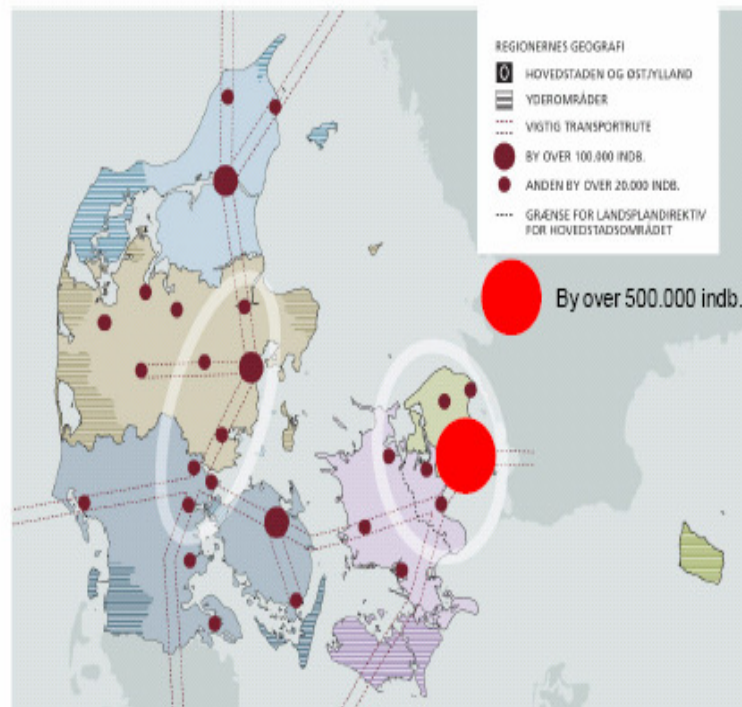 REGIONERNES GEOGRAFI
HOVEDSTADEN OG ØSTJYLLAND
YDEROMRÅDER
VIGTIG TRANSPORTRUTE
BY OVER 100.000 INDB.
ANDEN BY OVER 20.000 INDB.
GRÆNSE FOR LANDSPLANDIREKTIV
FOR HOVEDSTADSOMRÅDET
By over 500.000 indb.